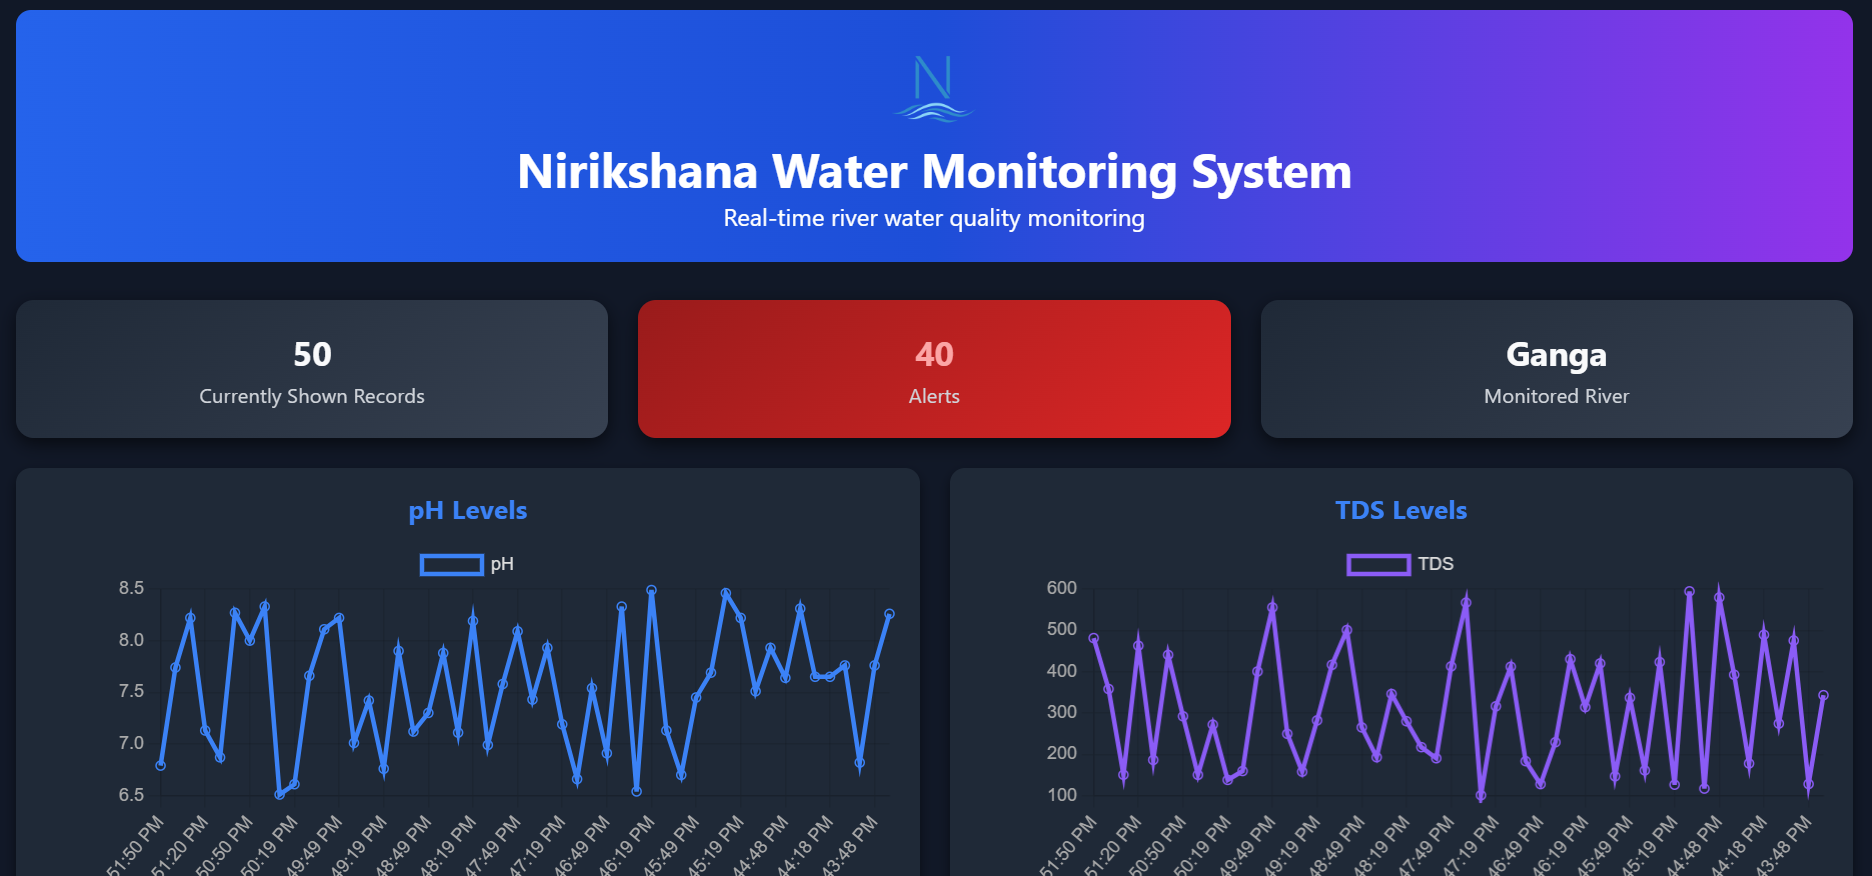 N
Nirikshana Water Monitoring System
Real-time river water quality monitoring
50
Currently Shown Records
40
Alerts
Ganga
Monitored River
pH Levels
pH
8.5
8.0
7.5
7.0
6.5
51:50 PM
51:20 PM
50:50 PM
50:19 PM
49:49 PM
49:19 PM
48:49 PM
48:19 PM
47:49 PM
47:19 PM
46:49 PM
46:19 PM
45:49 PM
45:19 PM
44:48 PM
44:18 PM
43:48 PM
TDS Levels
TDS
600
500
400
300
200
100
51:50 PM
51:20 PM
50:50 PM
50:19 PM
49:49 PM
49:19 PM
48:49 PM
48:19 PM
47:49 PM
47:19 PM
46:49 PM
46:19 PM
45:49 PM
45:19 PM
44:48 PM
44:18 PM
43:48 PM